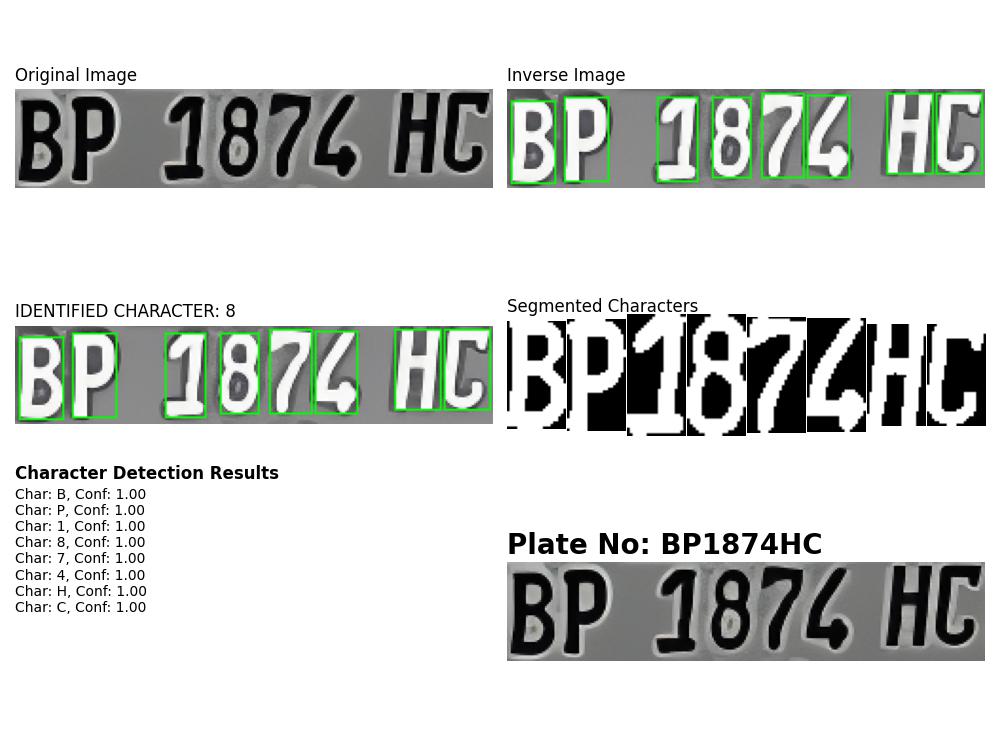 Original Image
BP 1874 HC
Inverse Image
BP 1874 HC
IDENTIFIED CHARACTER: 8
BP 1874 HC
Segmented Characters
BP1874HC
Character Detection Results
Char: B, Conf: 1.00
Char: P, Conf: 1.00
Char: 1, Conf: 1.00
Char: 8, Conf: 1.00
Char: 7, Conf: 1.00
Char: 4, Conf: 1.00
Char: H, Conf: 1.00
Char: C, Conf: 1.00
Plate No: BP1874HC
BP 1874 HC